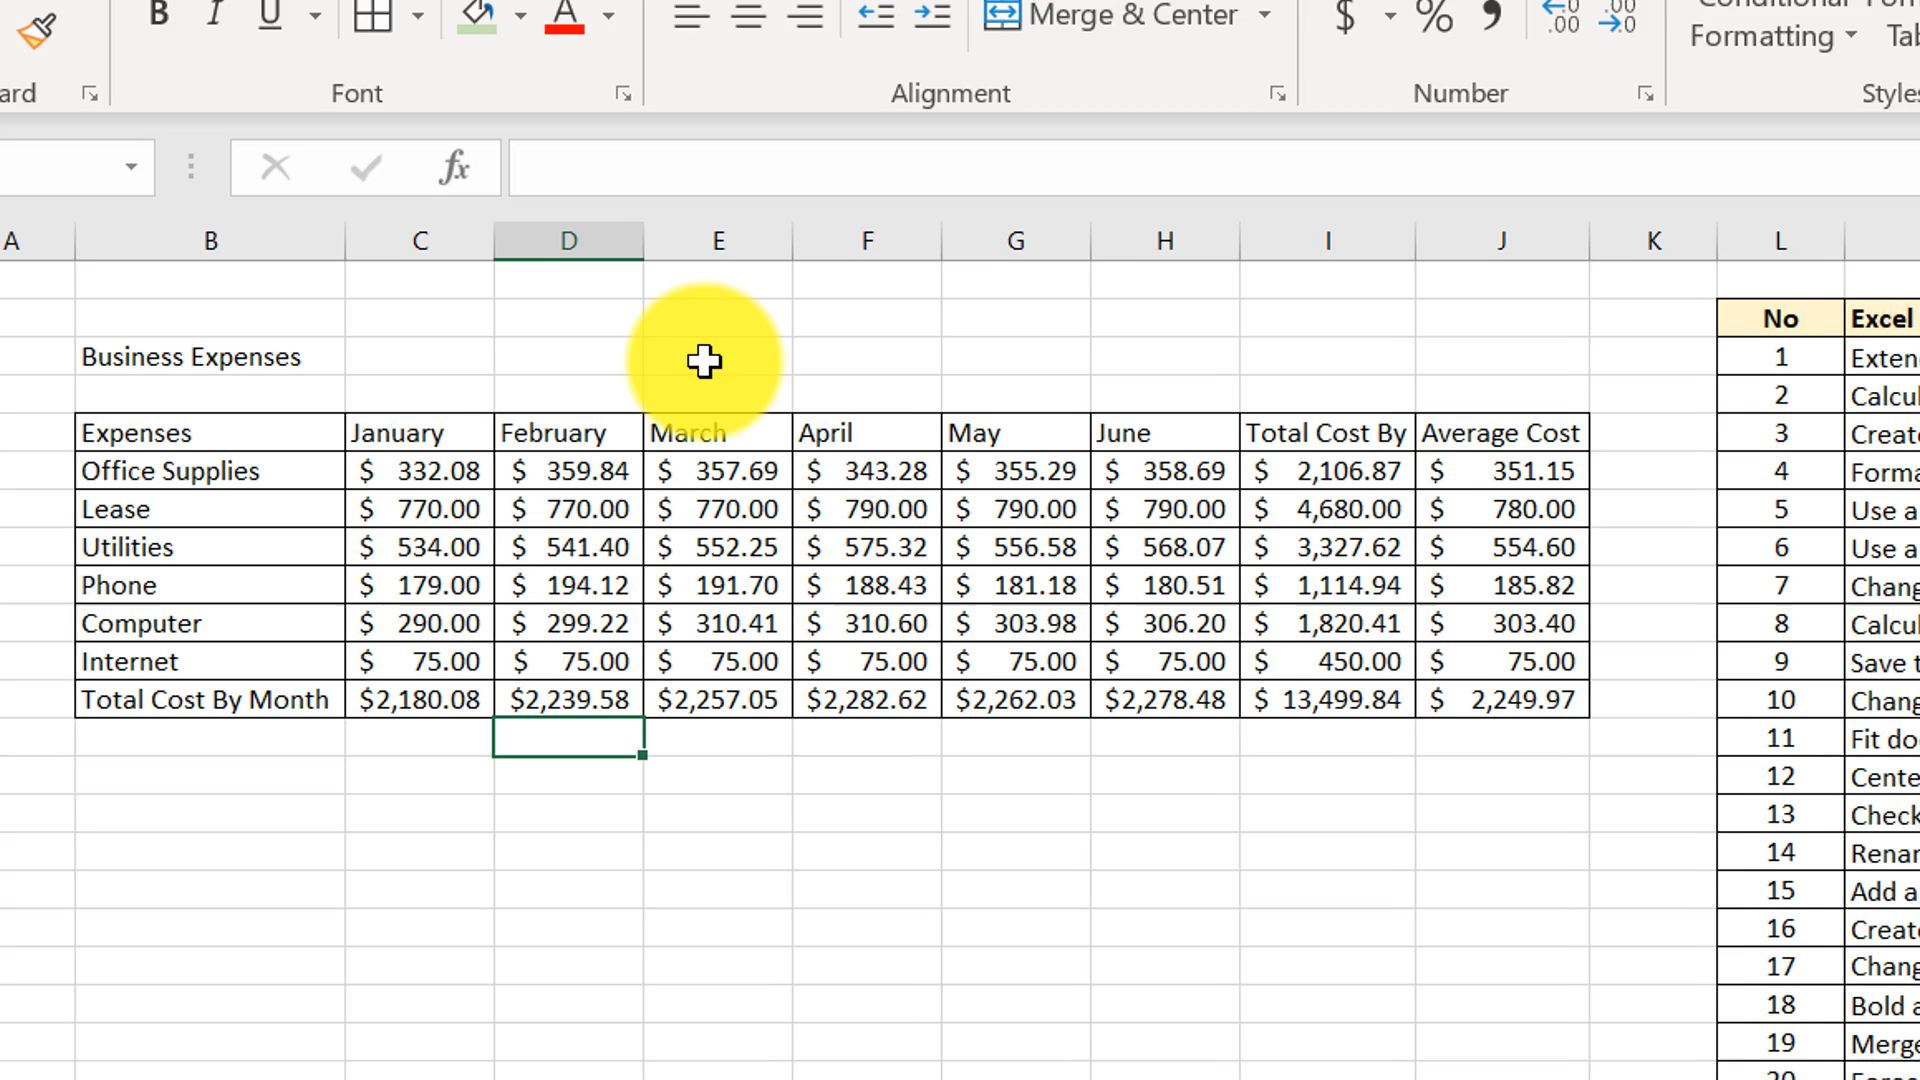 B I U A Merge & Center $ % 9 .00 .00 Conditional
Formatting
ard Font Alignment Number Styles
fx
A B C D E F G H I J K L
No Excel
Business Expenses 1
2
Expenses January February March April May June Total Cost By Average Cost 3
Office Supplies $ 332.08 $ 359.84 $ 357.69 $ 343.28 $ 355.29 $ 358.69 $ 2,106.87 $ 351.15 4
Lease $ 770.00 $ 770.00 $ 770.00 $ 790.00 $ 790.00 $ 790.00 $ 4,680.00 $ 780.00 5 Use a
Utilities $ 534.00 $ 541.40 $ 552.25 $ 575.32 $ 556.58 $ 568.07 $ 3,327.62 $ 554.60 6 Use a
Phone $ 179.00 $ 194.12 $ 191.70 $ 188.43 $ 181.18 $ 180.51 $ 1,114.94 $ 185.82 7 Chang
Computer $ 290.00 $ 299.22 $ 310.41 $ 310.60 $ 303.98 $ 306.20 $ 1,820.41 $ 303.40 8 Calcul
Internet $ 75.00 $ 75.00 $ 75.00 $ 75.00 $ 75.00 $ 75.00 $ 450.00 $ 75.00 9 Save t
Total Cost By Month $2,180.08 $2,239.58 $2,257.05 $2,282.62 $2,262.03 $2,278.48 $ 13,499.84 $ 2,249.97 10 Chang
11 Fit do
12 Cente
13 Check
14 Renar
15 Add a
16 Create
17 Chang
18 Bold a
19 Merge
20